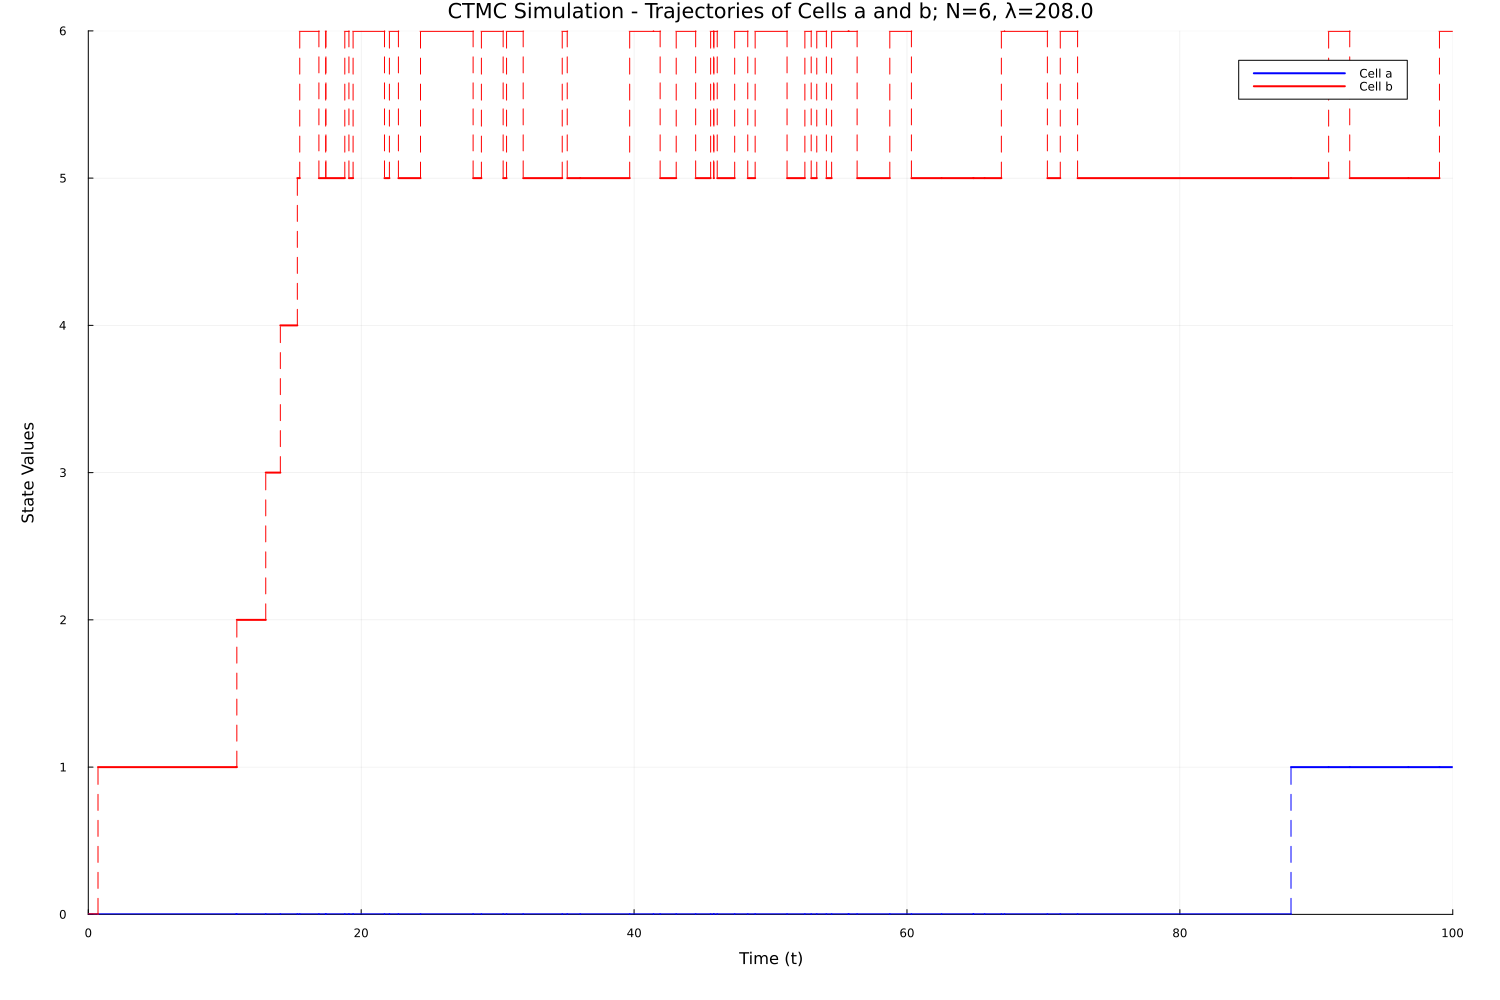 CTMC Simulation - Trajectories of Cells a and b; N=6, λ=208.0
6
Cell a
Cell b
5
4
3
State Values
2
1
0
0 20 40 60 80 100
Time (t)